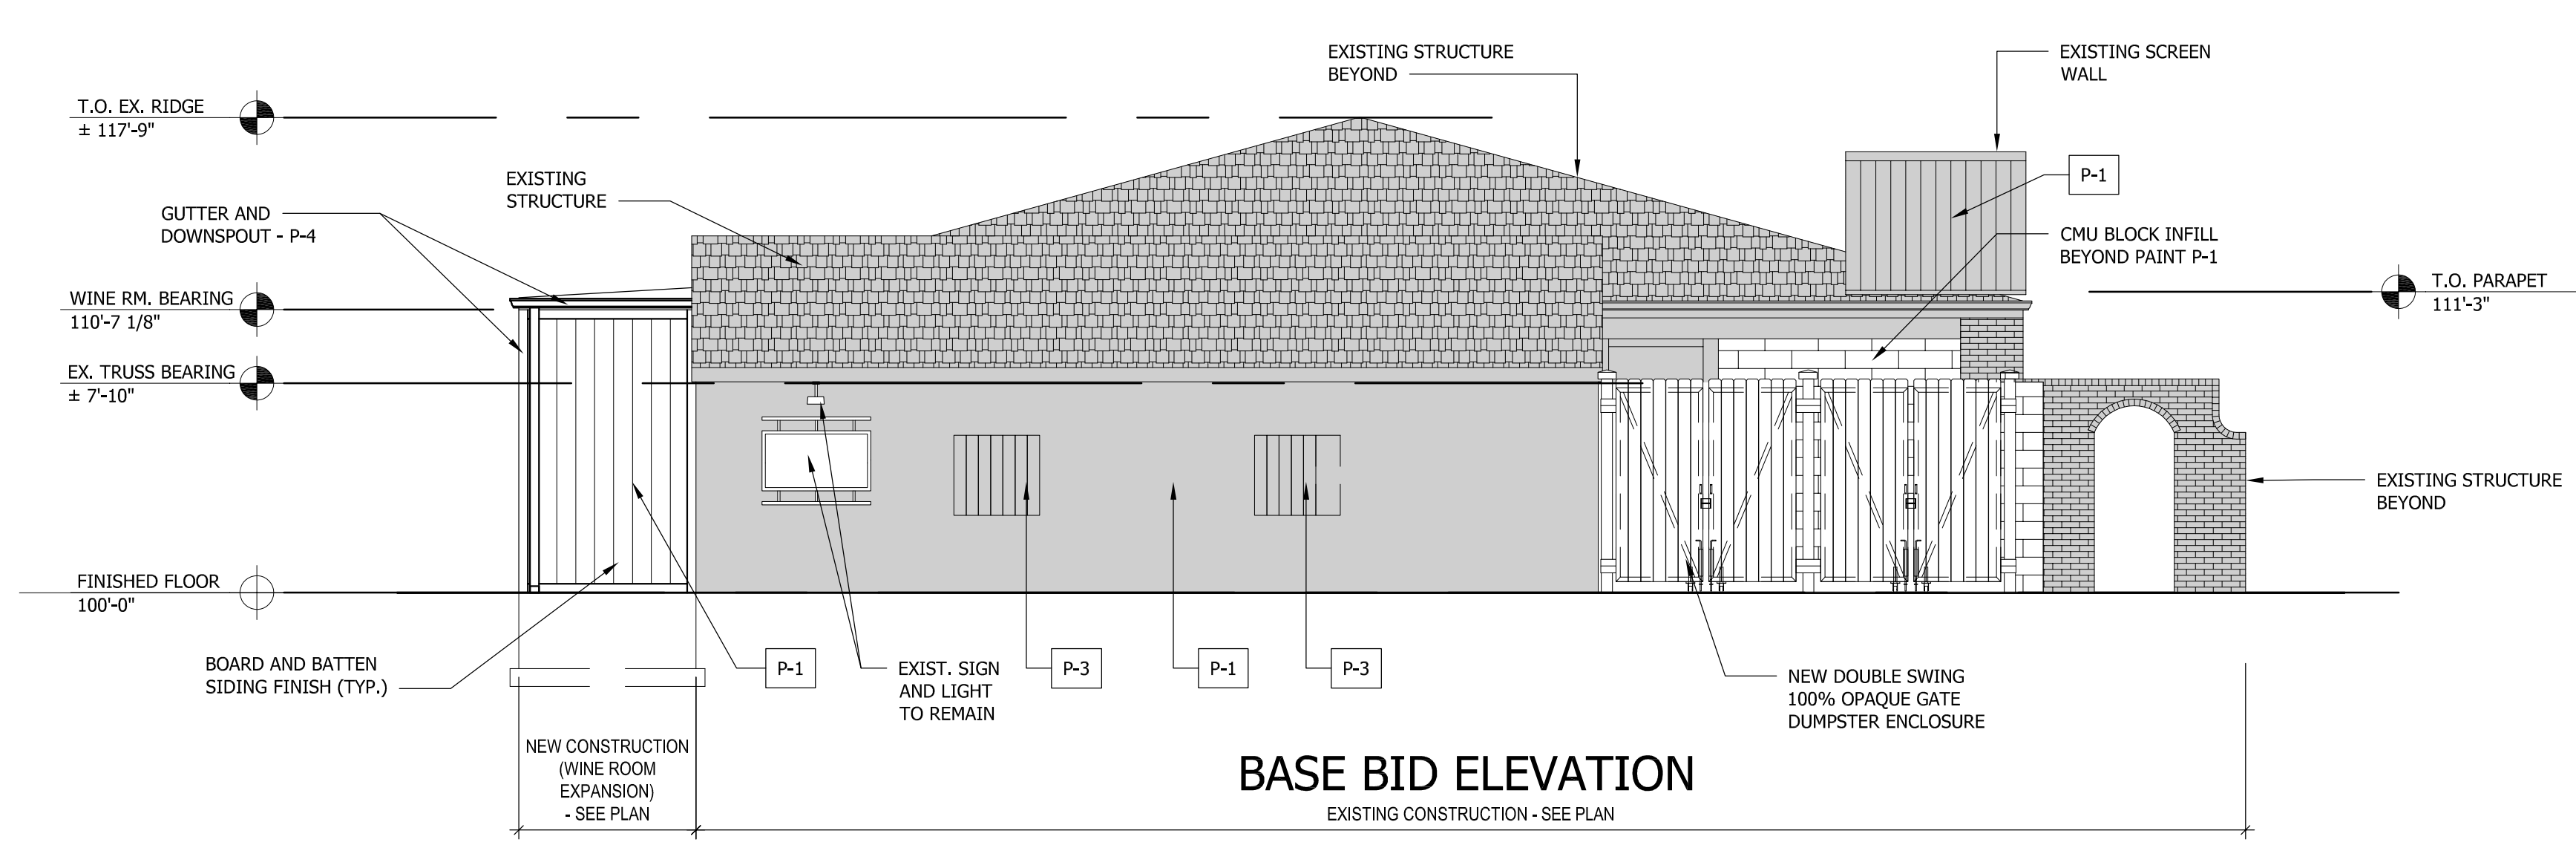 EXISTING STRUCTURE
BEYOND
EXISTING SCREEN
WALL
T.O. EX. RIDGE
± 117'-9"
P-1
EXISTING
STRUCTURE
GUTTER AND
DOWNSPOUT - P-4
CMU BLOCK INFILL
BEYOND PAINT P-1
T.O. PARAPET
111'-3"
WINE RM. BEARING
110'-7 1/8"
EX. TRUSS BEARING
± 7'-10"
EXISTING STRUCTURE
BEYOND
FINISHED FLOOR
100'-0"
BOARD AND BATTEN
SIDING FINISH (TYP.)
P-1
EXIST. SIGN
AND LIGHT
TO REMAIN
P-3
P-1
P-3
NEW DOUBLE SWING
100% OPAQUE GATE
DUMPSTER ENCLOSURE
NEW CONSTRUCTION
(WINE ROOM
EXPANSION)
- SEE PLAN
BASE BID ELEVATION
EXISTING CONSTRUCTION - SEE PLAN